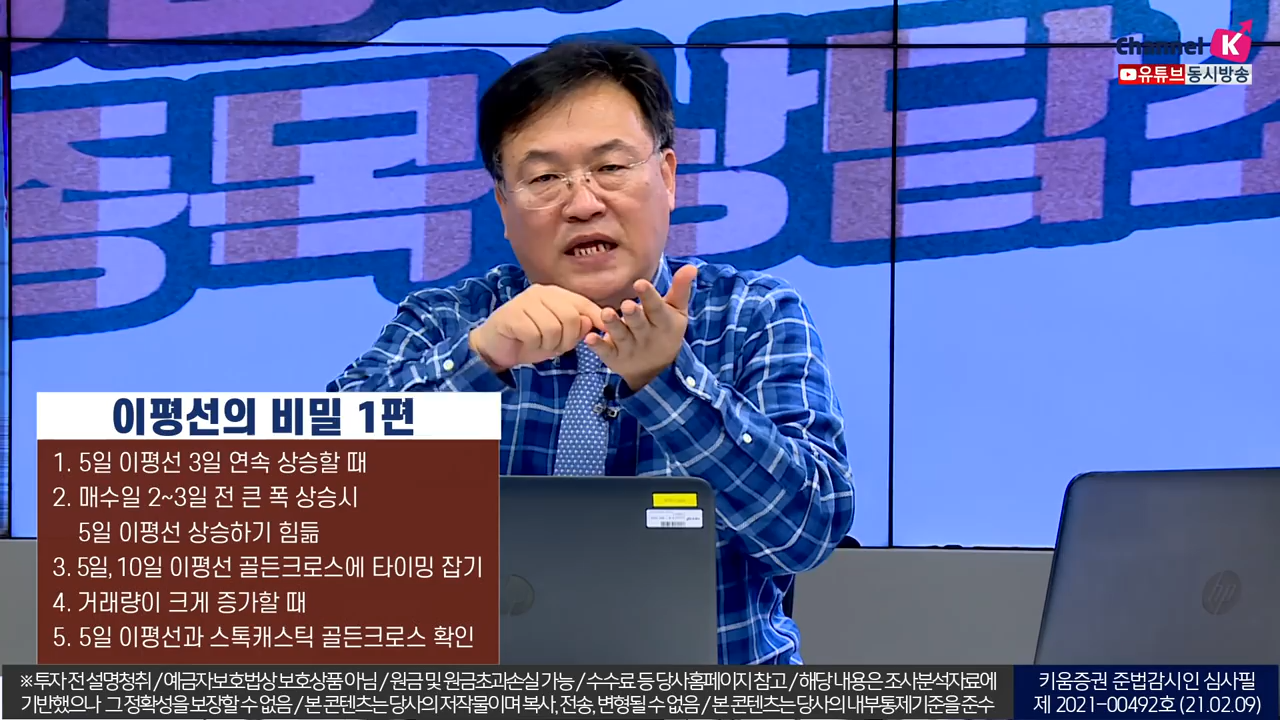 종목상담소
Channel K
유튜브동시방송
이평선의 비밀 1편
1. 5일 이평선 3일 연속 상승할 때
2. 매수일 2~3일 전 큰 폭 상승시
5일 이평선 상승하기 힘듦
3. 5일, 10일 이평선 골든크로스에 타이밍 잡기
4. 거래량이 크게 증가할 때
5. 5일 이평선과 스톡캐스틱 골든크로스 확인
※ 투자 전 설명청취 / 예금자보호법상 보호상품 아님 / 원금 및 원금초과손실 가능 / 수수료 등 당사홈페이지 참고 / 해당 내용은 조사분석자료에
기반했으나 그 정확성을 보장할 수 없음 / 본 콘텐츠는 당사의 저작물이며 복사, 전송, 변형될 수 없음 / 본 콘텐츠는 당사의 내부통제기준을 준수
키움증권 준법감시인 심사필
제 2021-00492호 (21.02.09)
hp